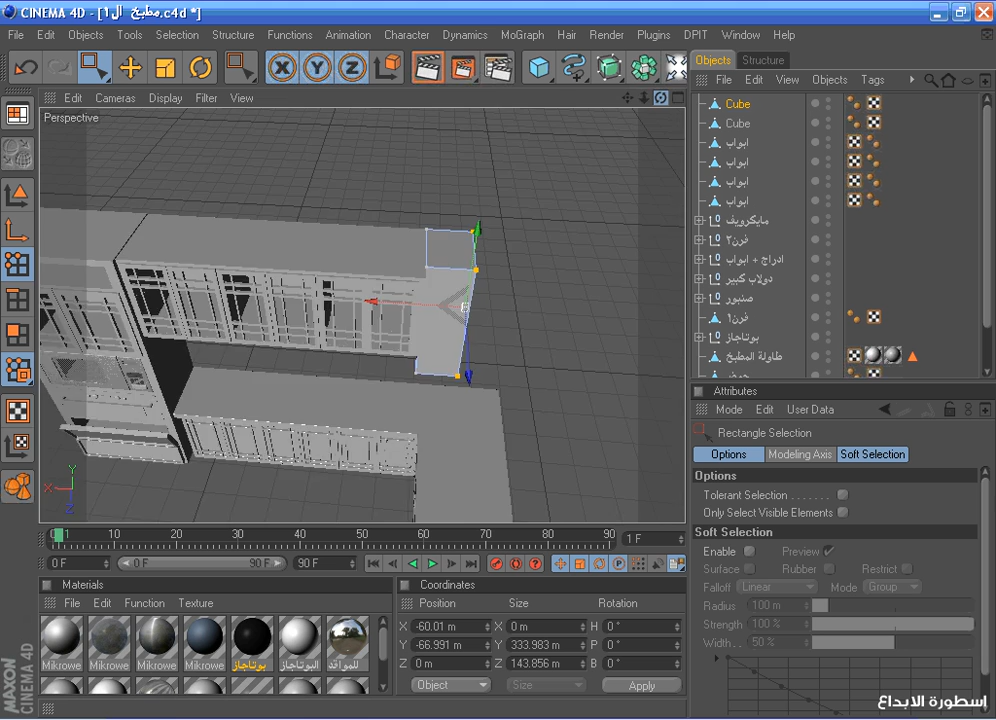 CINEMA 4D - [مطبخ ال1.c4d *]
File Edit Objects Tools Selection Structure Functions Animation Character Dynamics MoGraph Hair Render Plugins DPIT Window Help
Edit Cameras Display Filter View
Perspective
Objects Structure
File Edit View Objects Tags
Cube
Cube
ابواب
ابواب
ابواب
ابواب
مايكرويف
فرن٣
ادراج + ابواب
دولاب كبير
صنبور
فرن١
بوتاجاز
طاولة المطبخ
حوض
Attributes
Mode Edit User Data
Rectangle Selection
Options Modeling Axis Soft Selection
Options
Tolerant Selection
Only Select Visible Elements
Soft Selection
Enable Preview
Surface Rubber Restrict
Falloff Linear Mode Group
Radius 100 m
Strength 100 %
Width 50 %
X Y Z
0 1 10 20 30 40 50 60 70 80 90 1 F
0 F 0 F 90 F 90 F
Materials
File Edit Function Texture
Mikrowe Mikrowe Mikrowe Mikrowe بوتاجاز البوتاجاز للمواقد
Coordinates
Position Size Rotation
X -60.01 m X 0 m H 0 °
Y -66.991 m Y 333.983 m P 0 °
Z 0 m Z 143.856 m B 0 °
Object Size Apply
MAXON CINEMA 4D
اسطورة الابداع